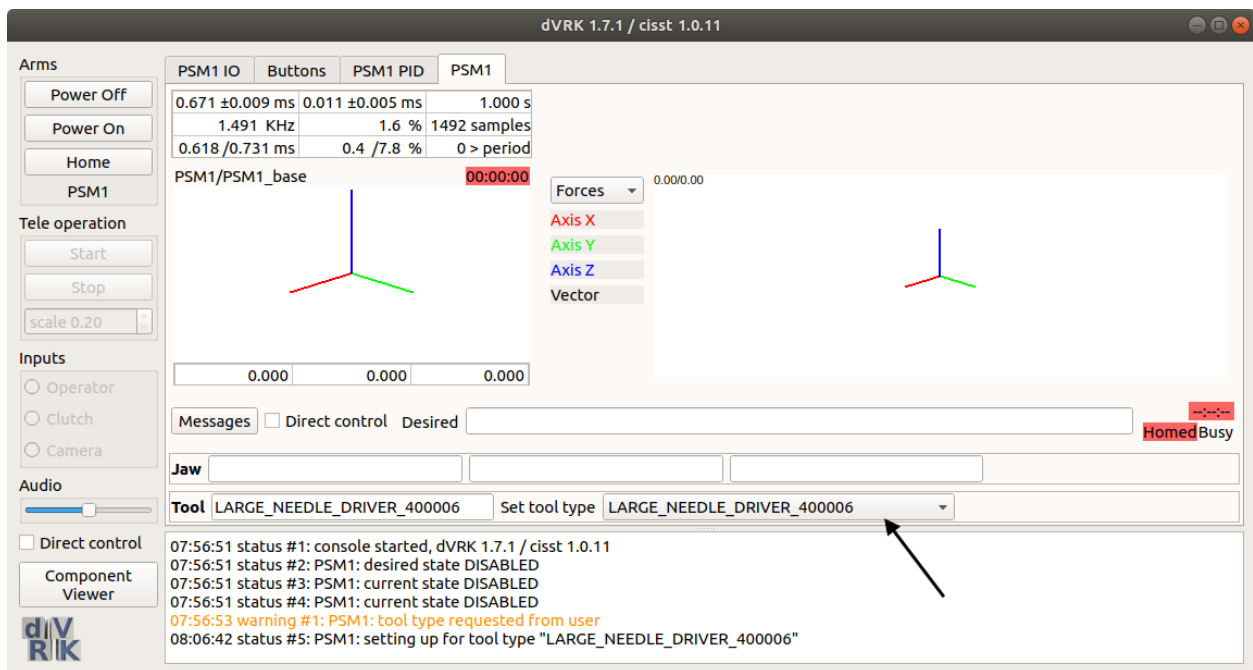 dVRK 1.7.1 / cisst 1.0.11
Arms
Power Off
Power On
Home
PSM1
Tele operation
Start
Stop
scale 0.20
Inputs
Operator
Clutch
Camera
Audio
Direct control
Component
Viewer
dVRK
PSM1 IO Buttons PSM1 PID PSM1
0.671 ±0.009 ms 0.011 ±0.005 ms 1.000 s
1.491 KHz 1.6 % 1492 samples
0.618 /0.731 ms 0.4 /7.8 % 0 > period
PSM1/PSM1_base 00:00:00
Forces
0.00/0.00
Axis X
Axis Y
Axis Z
Vector
0.000 0.000 0.000
Messages Direct control Desired
--:--:--
Homed Busy
Jaw
Tool LARGE_NEEDLE_DRIVER_400006 Set tool type LARGE_NEEDLE_DRIVER_400006
07:56:51 status #1: console started, dVRK 1.7.1 / cisst 1.0.11
07:56:51 status #2: PSM1: desired state DISABLED
07:56:51 status #3: PSM1: current state DISABLED
07:56:51 status #4: PSM1: current state DISABLED
07:56:53 warning #1: PSM1: tool type requested from user
08:06:42 status #5: PSM1: setting up for tool type "LARGE_NEEDLE_DRIVER_400006"